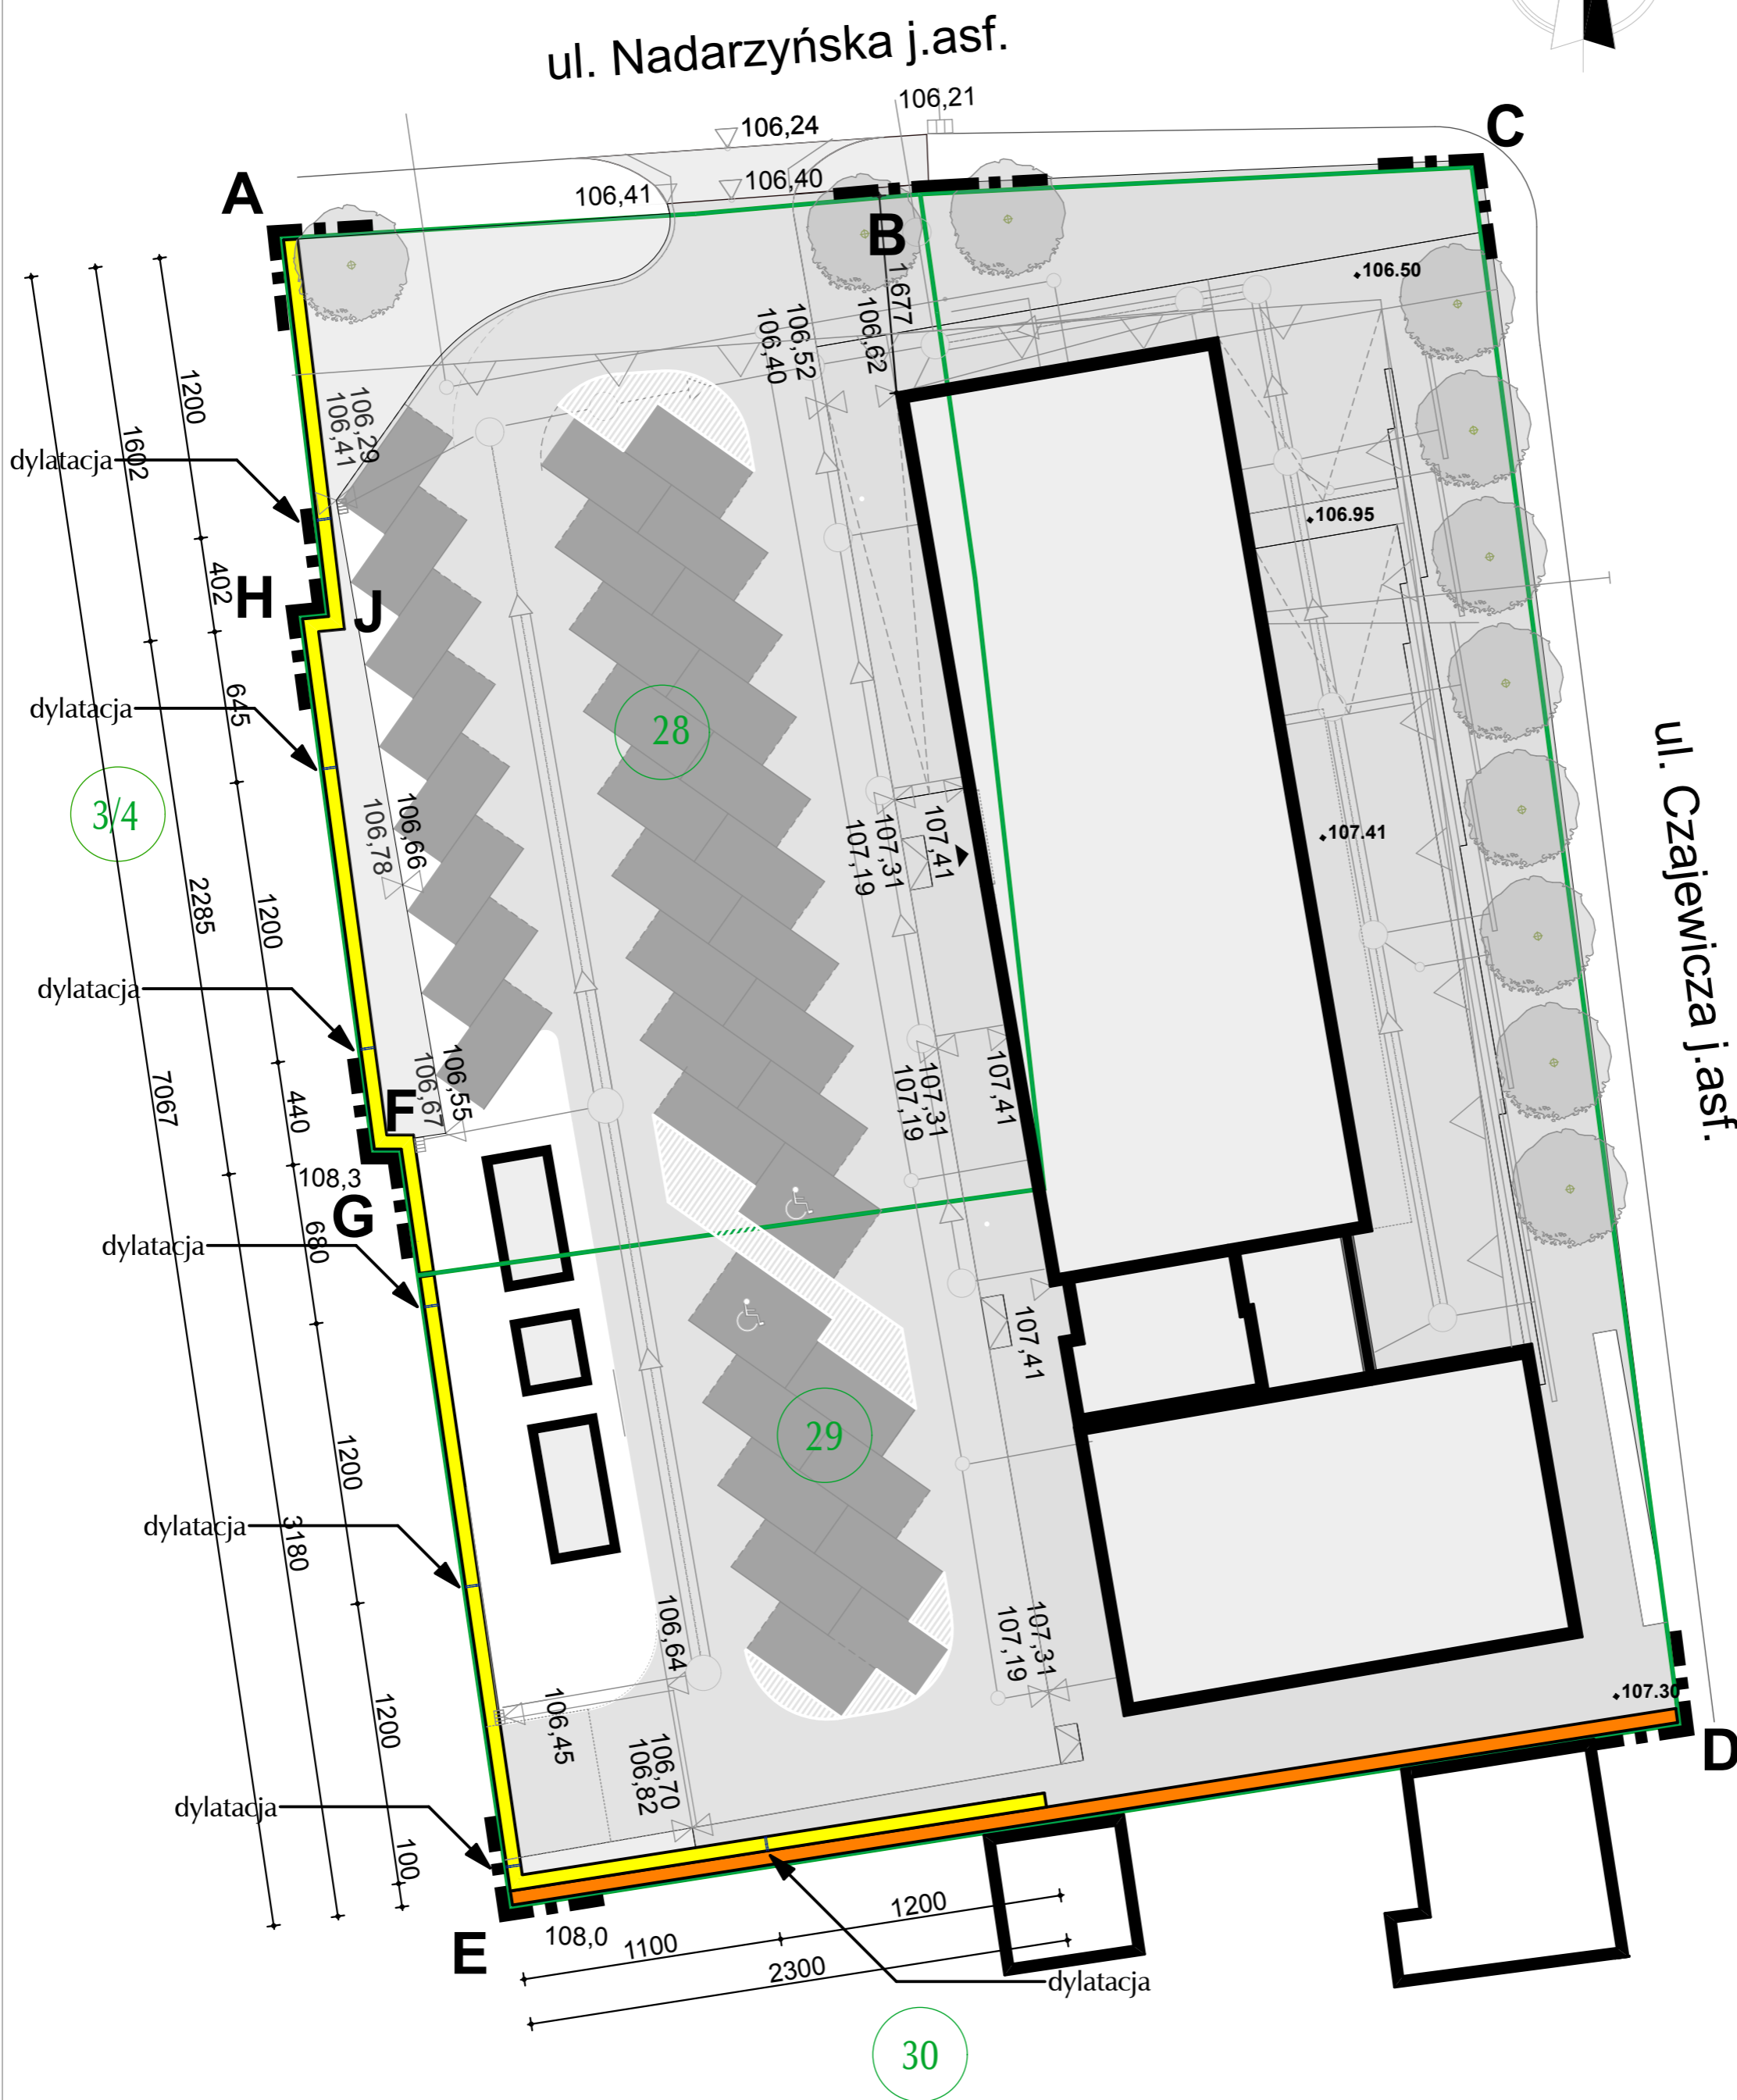 ul. Nadarzyńska j.asf.
106,21
106,24
C
106,41
106,40
A
B
1677
106.50
106,62
106,52
106,40
1200
106,29
106,41
1602
dylatacja
106.95
402
H
J
645
dylatacja
28
ul. Czajewicza j.asf.
3/4
106,66
106,78
107,41
107,31
107,19
107.41
2285
1200
dylatacja
7067
440
F
106,55
106,67
107,41
107,31
107,19
108,3
G
680
dylatacja
107,41
29
1200
dylatacja
3180
106,64
107,31
107,19
107.30
106,45
1200
106,70
106,82
D
dylatacja
100
E
108,0
1100
1200
2300
dylatacja
30